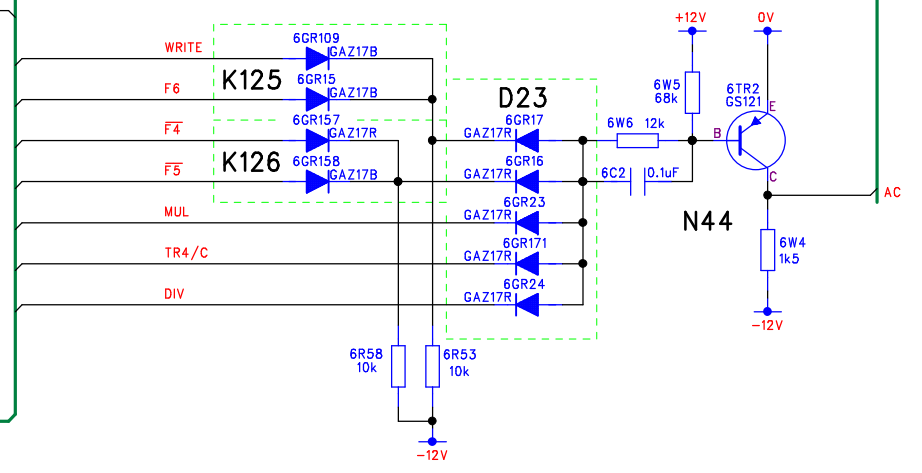 +12V 0V
WRITE 6GR109 GAZ17B
K125
F6 6GR15 GAZ17B
D23
6W5 68k
6TR2 GS121
E
F4 6GR157 GAZ17R
GAZ17R 6GR17
6W6 12k
B
K126
F5 6GR158 GAZ17B
GAZ17R 6GR16
6C2 0.1uF
C
AC
MUL GAZ17R 6GR23
N44
TR4/C GAZ17R 6GR171
6W4 1k5
DIV GAZ17R 6GR24
-12V
6R58 10k
6R53 10k
-12V